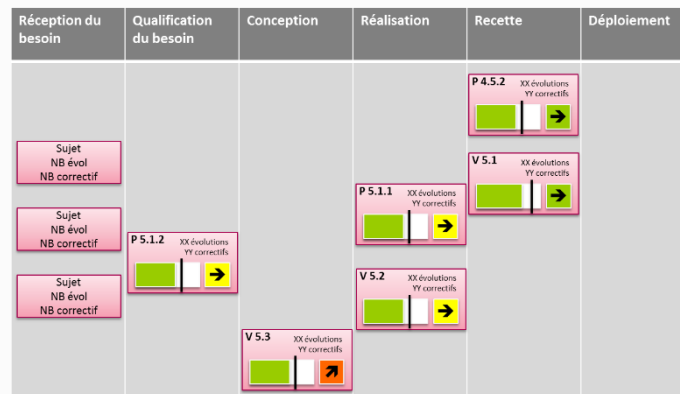 Réception du besoin
Qualification du besoin
Conception
Réalisation
Recette
Déploiement
Sujet
NB évol
NB correctif
Sujet
NB évol
NB correctif
Sujet
NB évol
NB correctif
P 5.1.2 XX évolutions
YY correctifs
V 5.3 XX évolutions
YY correctifs
P 5.1.1 XX évolutions
YY correctifs
V 5.2 XX évolutions
YY correctifs
P 4.5.2 XX évolutions
YY correctifs
V 5.1 XX évolutions
YY correctifs